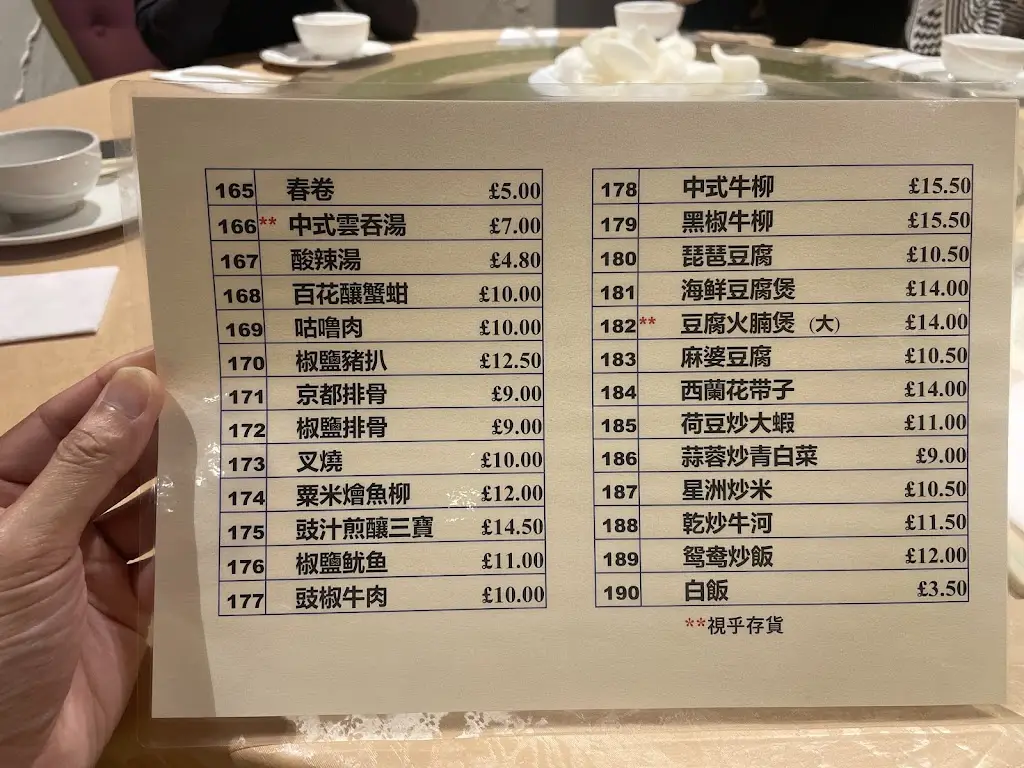 165 春卷 £5.00
166** 中式雲吞湯 £7.00
167 酸辣湯 £4.80
168 百花釀蟹蚶 £10.00
169 咕嚕肉 £10.00
170 椒鹽豬扒 £12.50
171 京都排骨 £9.00
172 椒鹽排骨 £9.00
173 叉燒 £10.00
174 粟米燴魚柳 £12.00
175 豉汁煎釀三寶 £14.50
176 椒鹽魷鱼 £11.00
177 豉椒牛肉 £10.00
178 中式牛柳 £15.50
179 黑椒牛柳 £15.50
180 琵琶豆腐 £10.50
181 海鮮豆腐煲 £14.00
182** 豆腐火腩煲（大） £14.00
183 麻婆豆腐 £10.50
184 西蘭花带子 £14.00
185 荷豆炒大蝦 £11.00
186 蒜蓉炒青白菜 £9.00
187 星洲炒米 £10.50
188 乾炒牛河 £11.50
189 鸳鸯炒飯 £12.00
190 白飯 £3.50
**視乎存貨